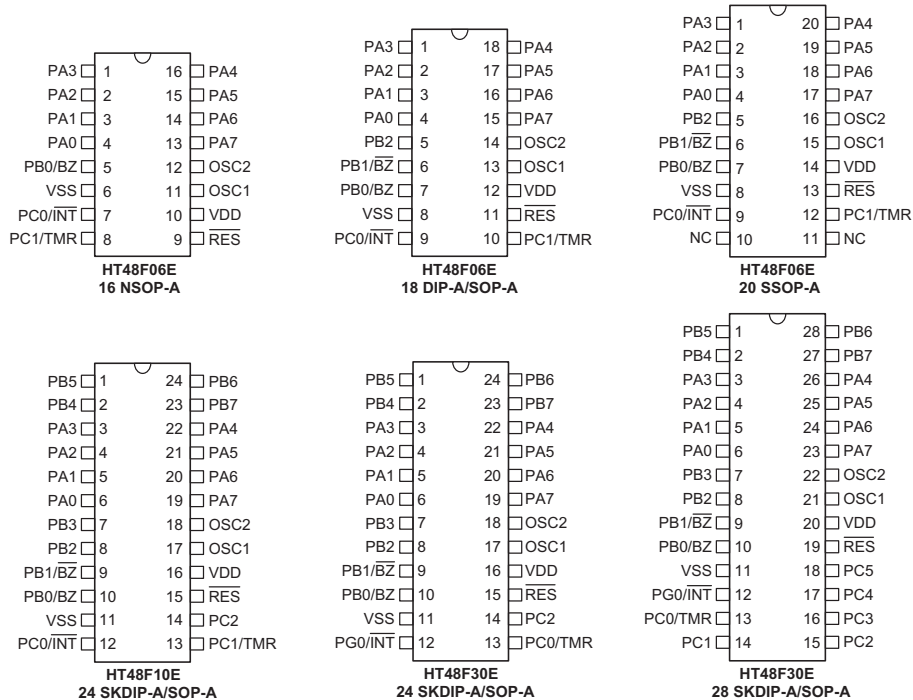 PA3 1 16 PA4
PA2 2 15 PA5
PA1 3 14 PA6
PA0 4 13 PA7
PB0/BZ 5 12 OSC2
VSS 6 11 OSC1
PC0/INT 7 10 VDD
PC1/TMR 8 9 RES
HT48F06E
16 NSOP-A
PA3 1 18 PA4
PA2 2 17 PA5
PA1 3 16 PA6
PA0 4 15 PA7
PB2 5 14 OSC2
PB1/BZ 6 13 OSC1
PB0/BZ 7 12 VDD
VSS 8 11 RES
PC0/INT 9 10 PC1/TMR
HT48F06E
18 DIP-A/SOP-A
PA3 1 20 PA4
PA2 2 19 PA5
PA1 3 18 PA6
PA0 4 17 PA7
PB2 5 16 OSC2
PB1/BZ 6 15 OSC1
PB0/BZ 7 14 VDD
VSS 8 13 RES
PC0/INT 9 12 PC1/TMR
NC 10 11 NC
HT48F06E
20 SSOP-A
PB5 1 24 PB6
PB4 2 23 PB7
PA3 3 22 PA4
PA2 4 21 PA5
PA1 5 20 PA6
PA0 6 19 PA7
PB3 7 18 OSC2
PB2 8 17 OSC1
PB1/BZ 9 16 VDD
PB0/BZ 10 15 RES
VSS 11 14 PC2
PC0/INT 12 13 PC1/TMR
HT48F10E
24 SKDIP-A/SOP-A
PB5 1 24 PB6
PB4 2 23 PB7
PA3 3 22 PA4
PA2 4 21 PA5
PA1 5 20 PA6
PA0 6 19 PA7
PB3 7 18 OSC2
PB2 8 17 OSC1
PB1/BZ 9 16 VDD
PB0/BZ 10 15 RES
VSS 11 14 PC2
PG0/INT 12 13 PC0/TMR
HT48F30E
24 SKDIP-A/SOP-A
PB5 1 28 PB6
PB4 2 27 PB7
PA3 3 26 PA4
PA2 4 25 PA5
PA1 5 24 PA6
PA0 6 23 PA7
PB3 7 22 OSC2
PB2 8 21 OSC1
PB1/BZ 9 20 VDD
PB0/BZ 10 19 RES
VSS 11 18 PC5
PG0/INT 12 17 PC4
PC0/TMR 13 16 PC3
PC1 14 15 PC2
HT48F30E
28 SKDIP-A/SOP-A